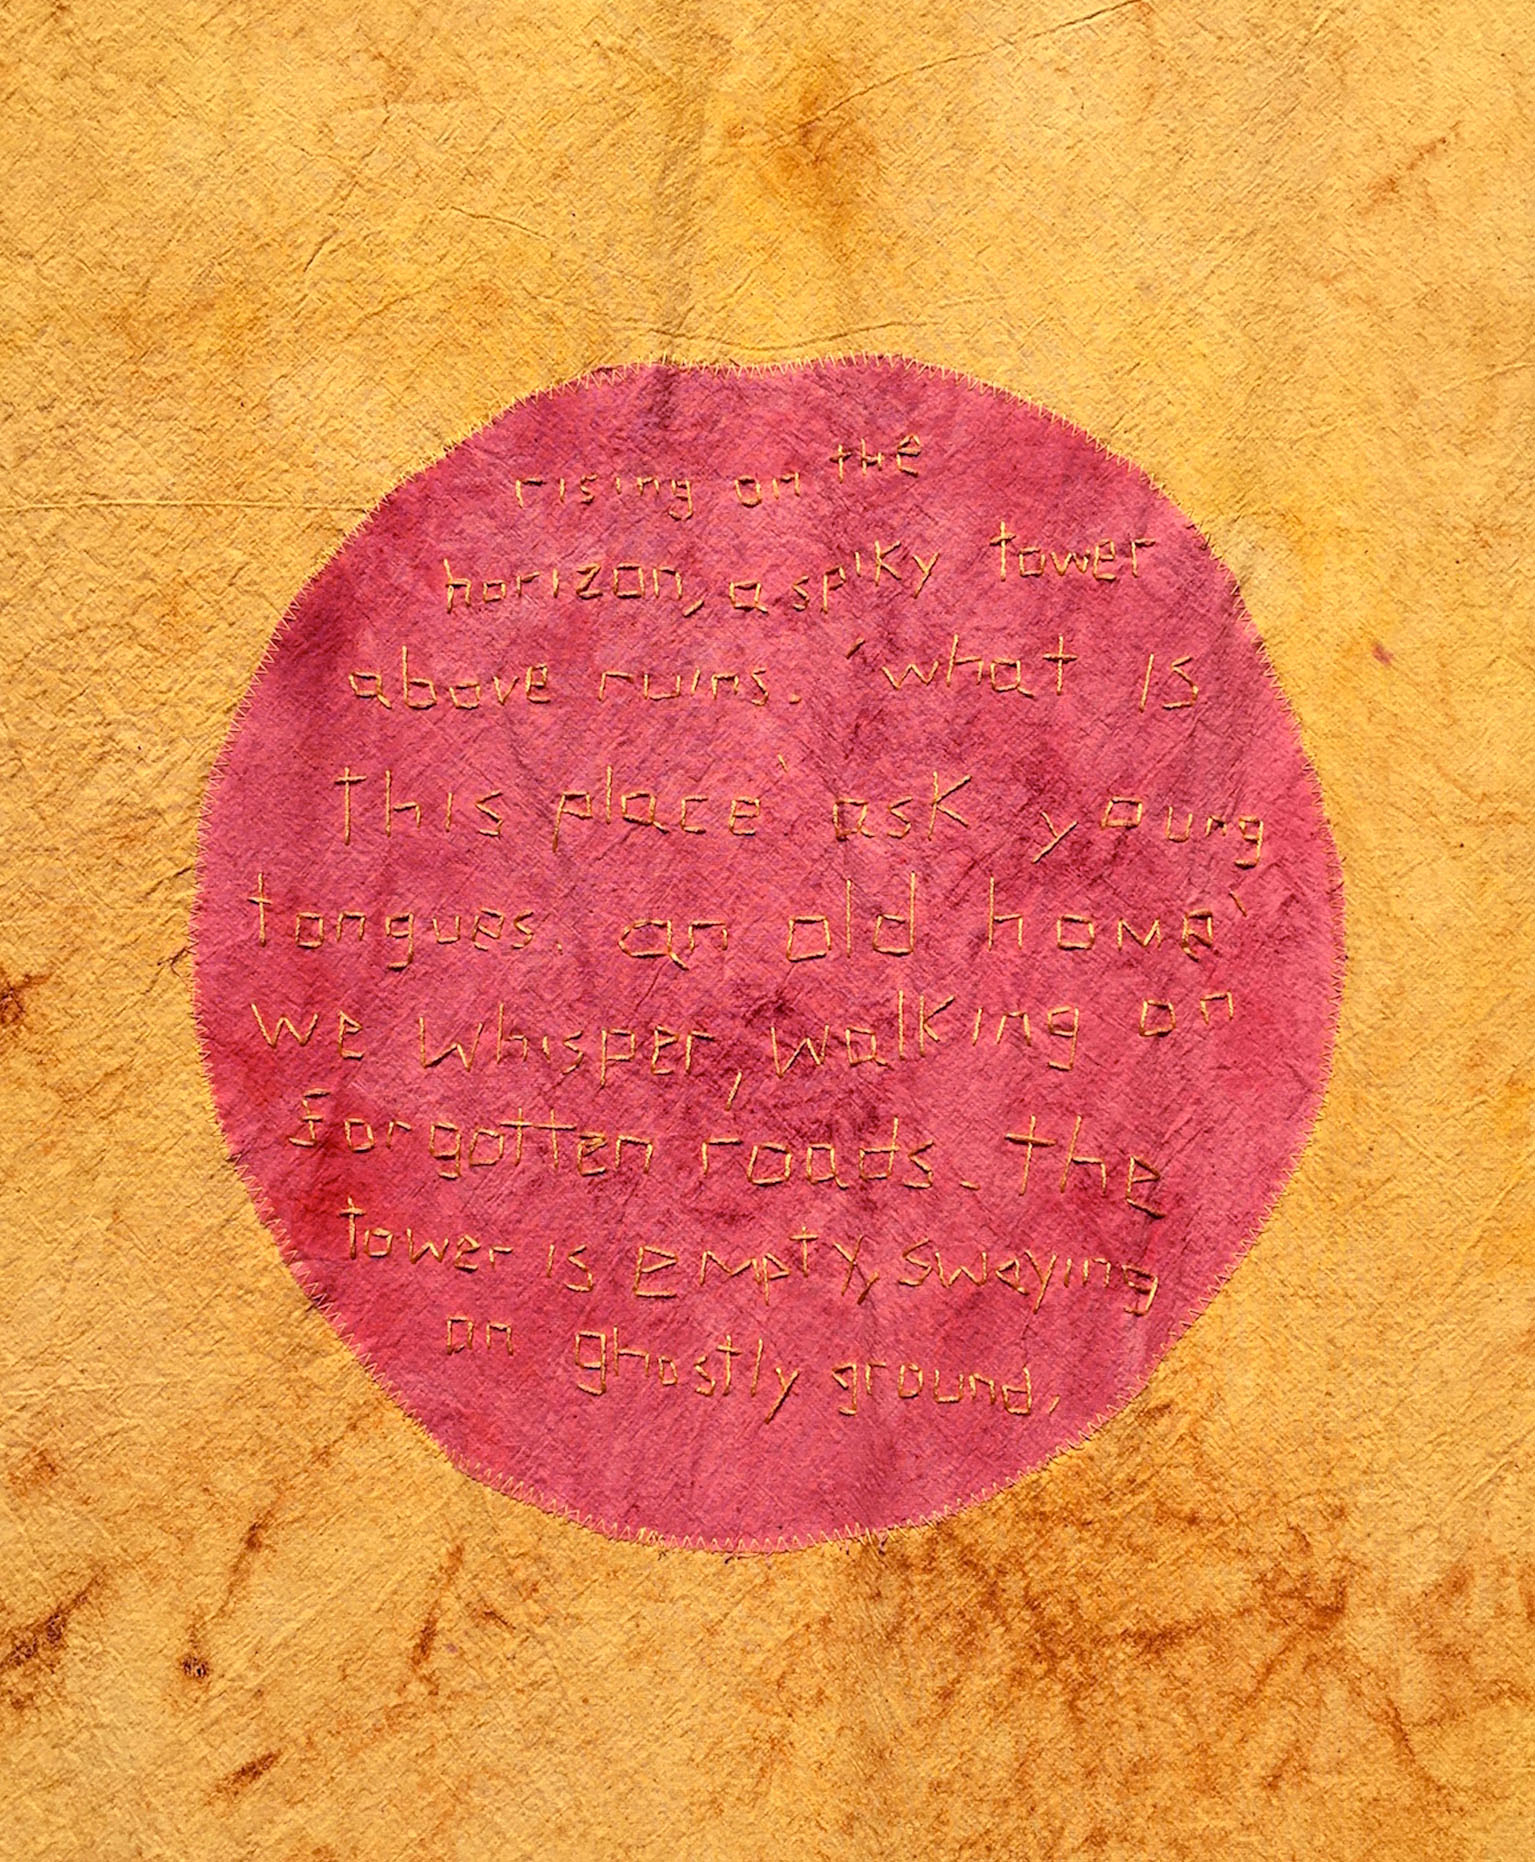 rising on the
horizon, a spiky tower
above ruins. 'what is
this place' ask young
tongues. an old home'
we whisper, walking on
forgotten roads. the
tower is empty, swaying
on ghostly ground,